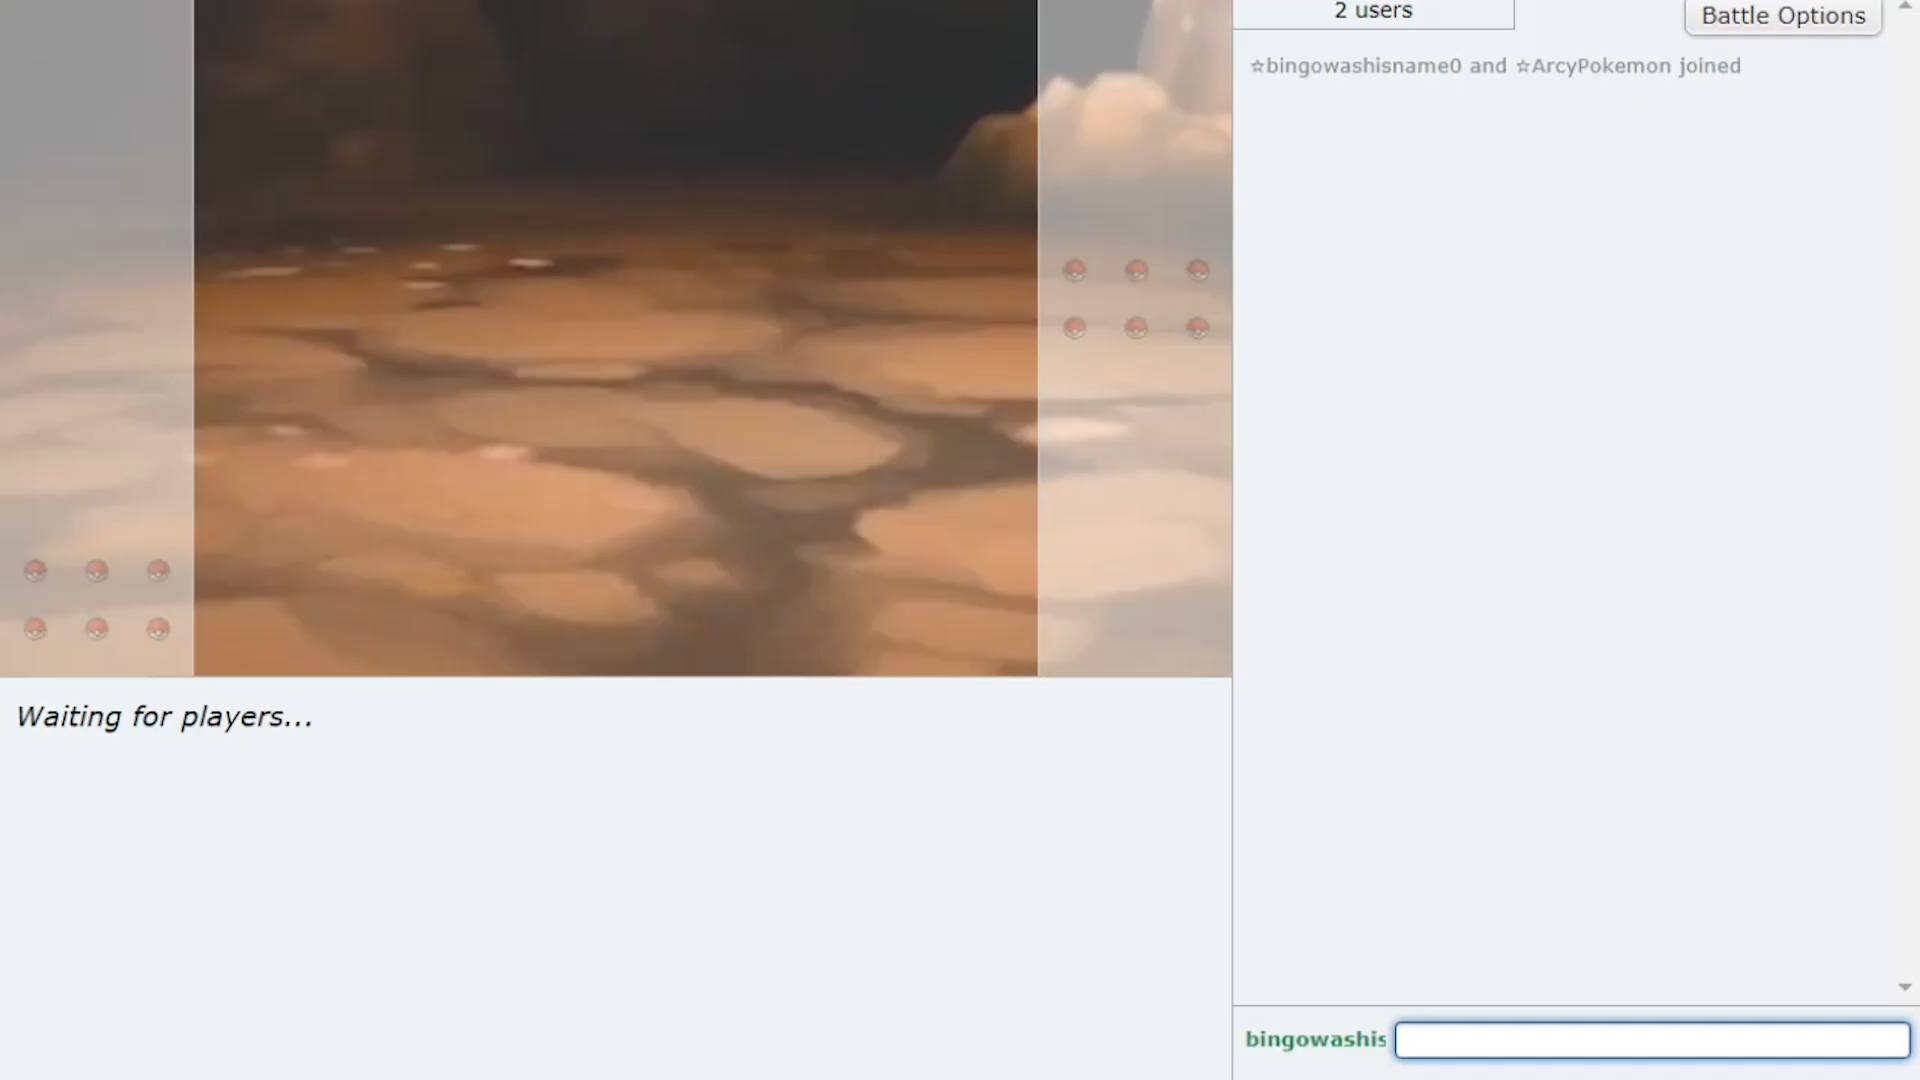 2 users
Battle Options
☆bingowashisname0 and ☆ArcyPokemon joined
Waiting for players...
bingowashis